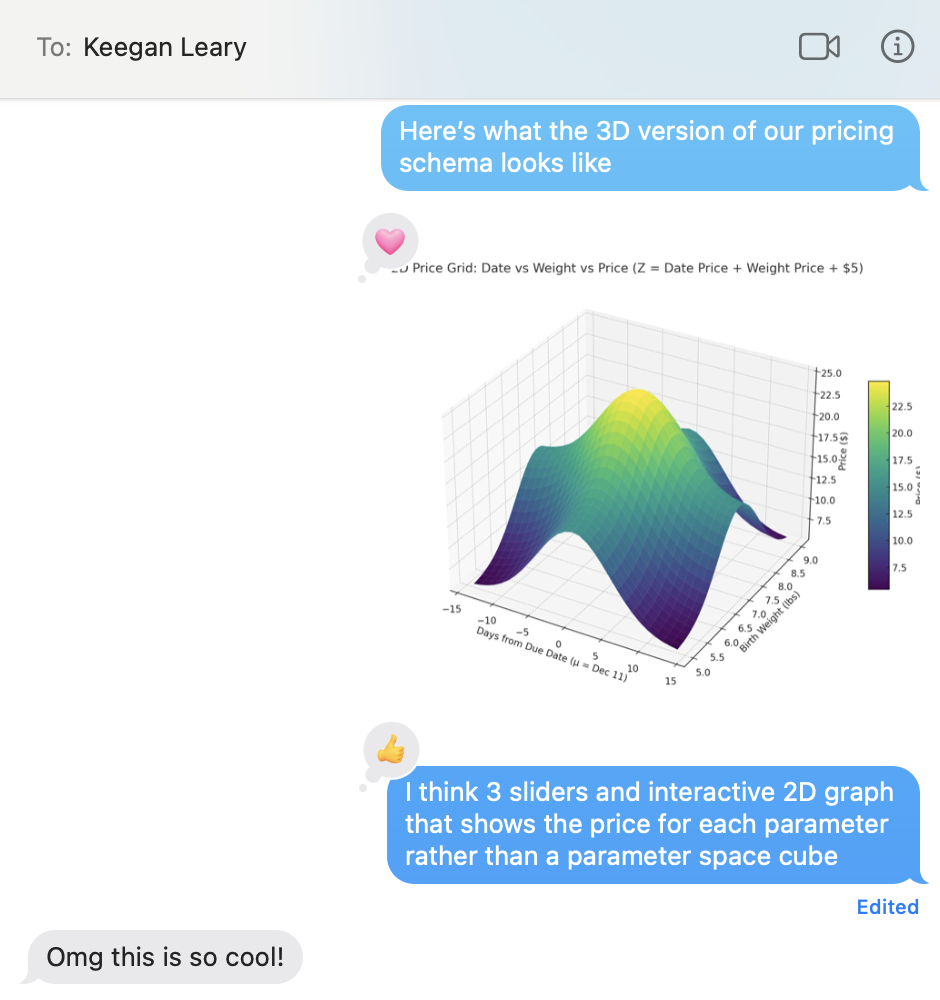 To: Keegan Leary
Here's what the 3D version of our pricing
schema looks like
Price Grid: Date vs Weight vs Price (Z = Date Price + Weight Price + $5)
25.0
22.5
20.0
17.5
15.0
12.5
10.0
7.5
Price ($)
22.5
20.0
17.5
15.0
12.5
10.0
7.5
9.0
8.5
8.0
7.5
7.0
6.5
6.0
5.5
5.0
Birth Weight (lbs)
−15
−10
−5
0
5
10
15
Days from Due Date (μ = Dec 11)
I think 3 sliders and interactive 2D graph
that shows the price for each parameter
rather than a parameter space cube
Edited
Omg this is so cool!